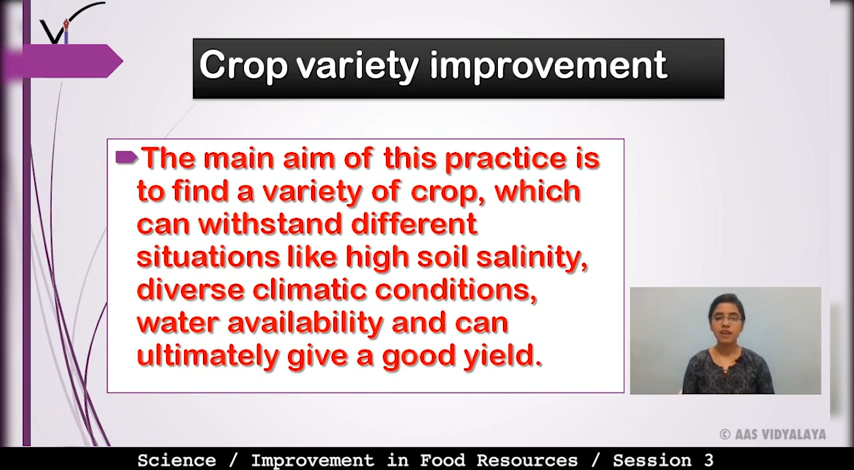 Crop variety improvement
The main aim of this practice is
to find a variety of crop, which
can withstand different
situations like high soil salinity,
diverse climatic conditions,
water availability and can
ultimately give a good yield.
© AAS VIDYALAYA
Science / Improvement in Food Resources / Session 3